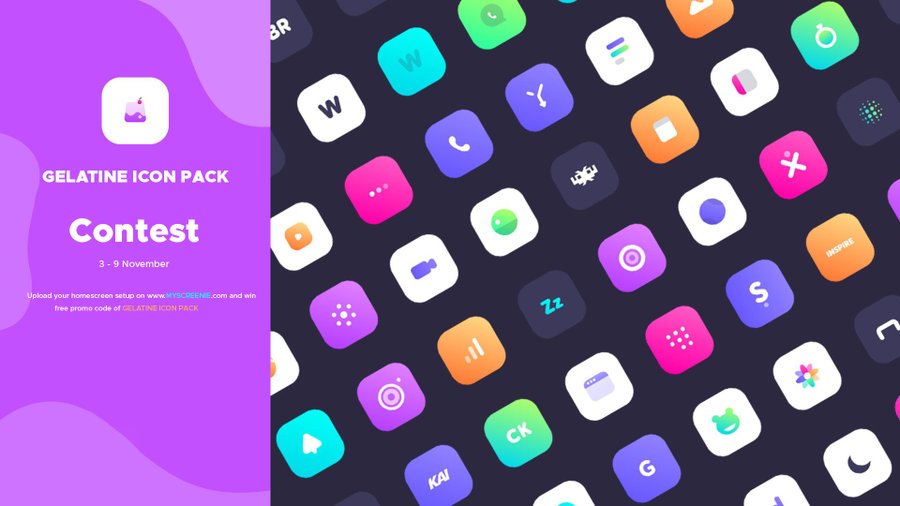 GELATINE ICON PACK
Contest
3 - 9 November
Upload your homescreen setup on www.MYSCREENIE.com and win
free promo code of GELATINE ICON PACK
BR
W
W
Zz
INSPIRE
S
CK
KAI
G